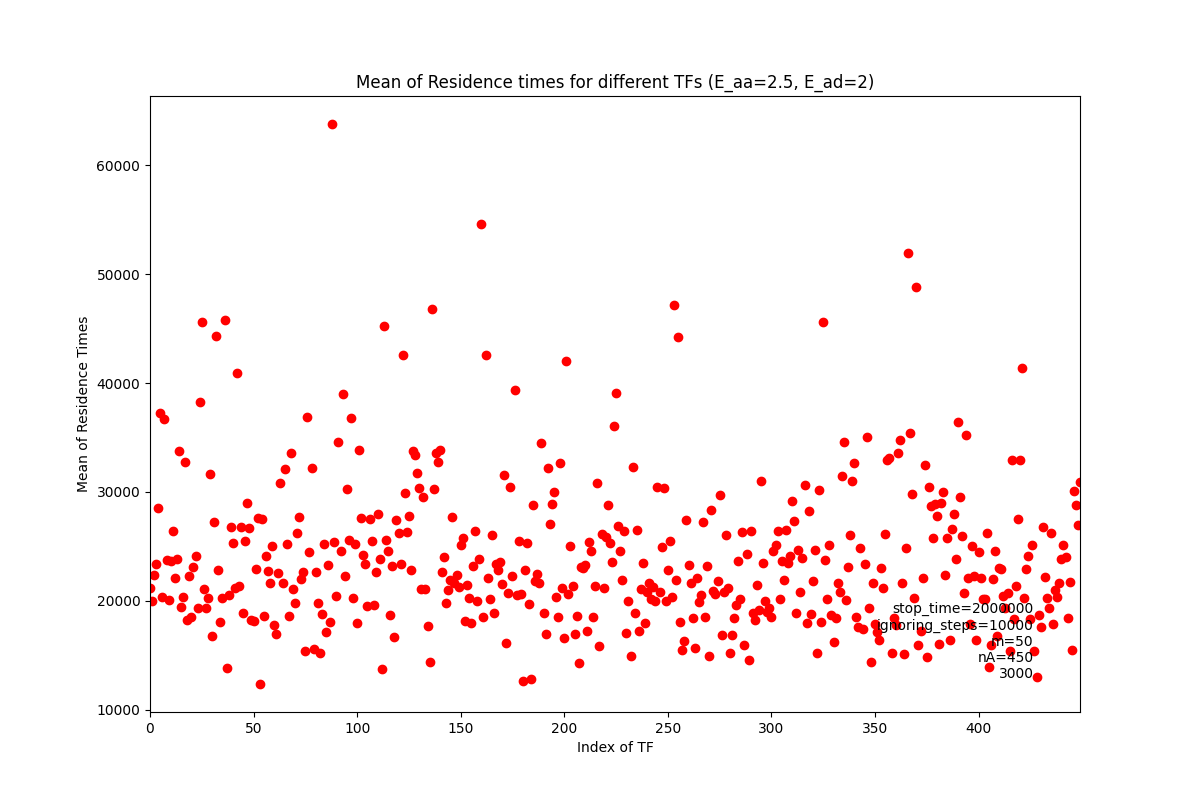 Mean of Residence times for different TFs (E_aa=2.5, E_ad=2)
60000
50000
40000
30000
20000
10000
Mean of Residence Times
stop_time=2000000
ignoring_steps=10000
m=50
nA=450
3000
0 50 100 150 200 250 300 350 400
Index of TF